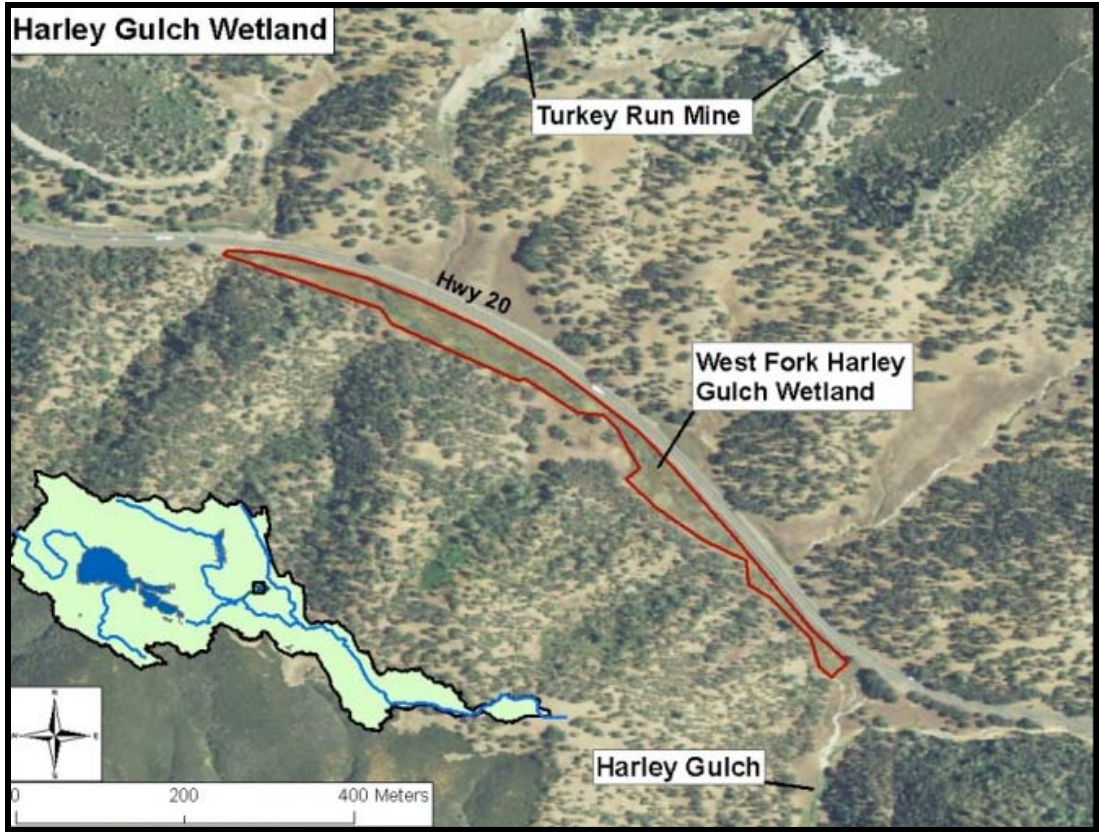 Harley Gulch Wetland
Turkey Run Mine
Hwy 20
West Fork Harley
Gulch Wetland
Harley Gulch
N
W
E
S
0 200 400 Meters